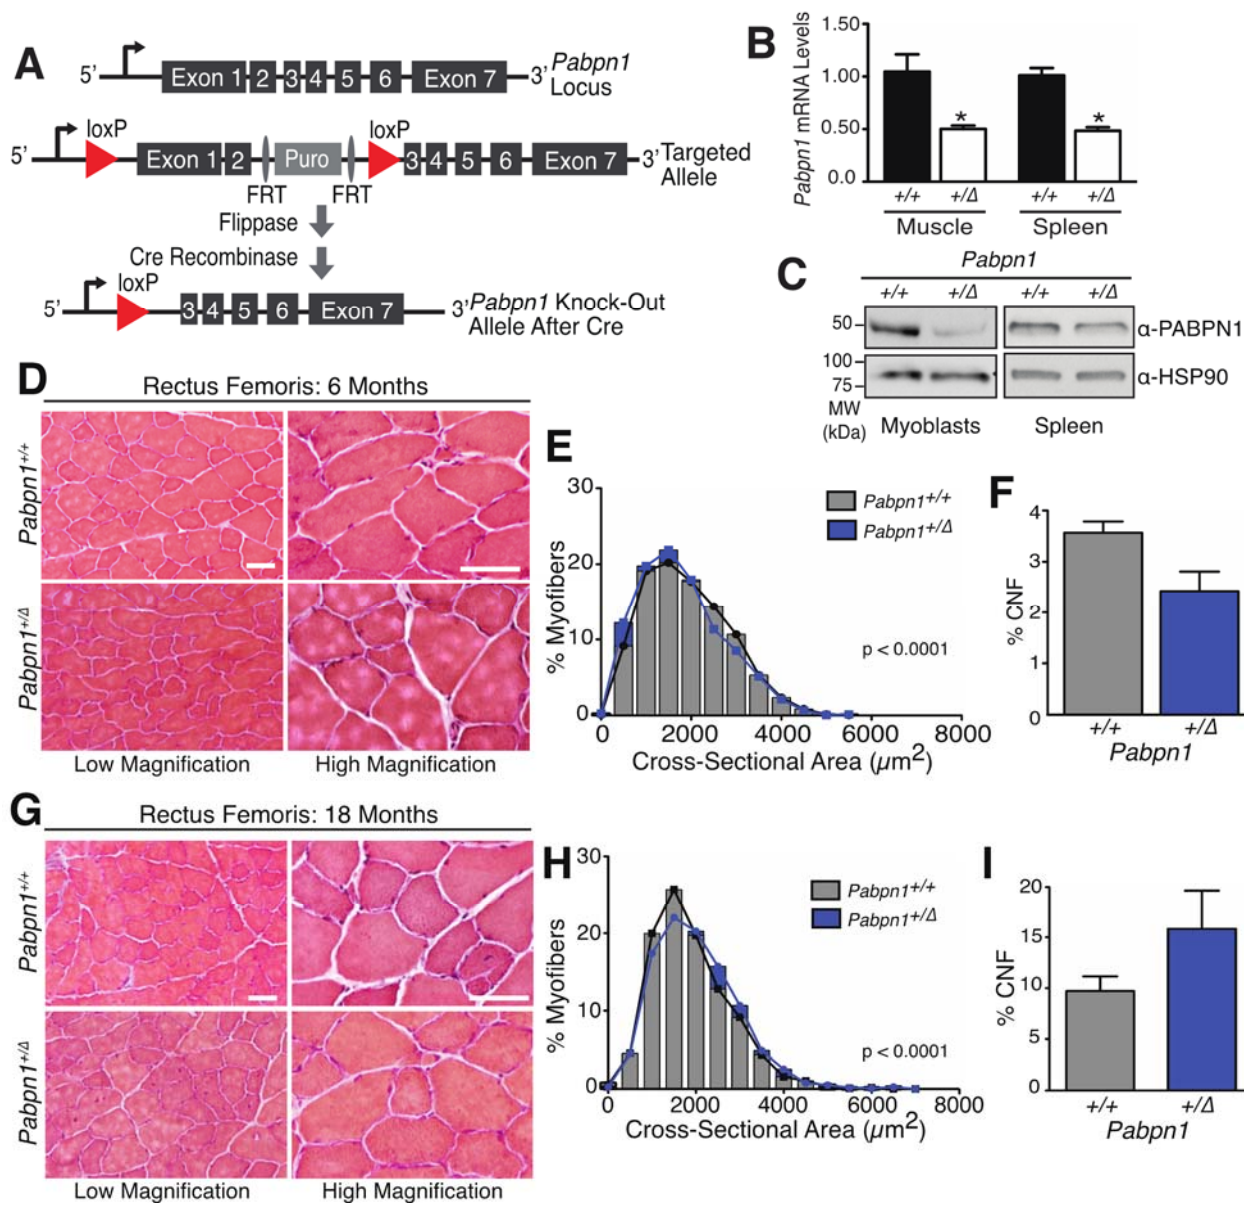 A
5' Exon 1 2 3 4 5 6 Exon 7 3' Pabpn1
Locus
loxP loxP
5' Exon 1 2 Puro 3 4 5 6 Exon 7 3' Targeted
Allele
FRT FRT
Flippase
Cre Recombinase
loxP
5' 3 4 5 6 Exon 7 3' Pabpn1 Knock-Out
Allele After Cre
B
Pabpn1 mRNA Levels
1.50
1.00
0.50
0.0
* *
+/+ +/Δ +/+ +/Δ
Muscle Spleen
C
Pabpn1
+/+ +/Δ +/+ +/Δ
50 α-PABPN1
100
75 α-HSP90
MW
(kDa) Myoblasts Spleen
D
Rectus Femoris: 6 Months
Pabpn1+/+
Pabpn1+/Δ
Low Magnification High Magnification
E
% Myofibers
30
20
10
0
Pabpn1+/+
Pabpn1+/Δ
p < 0.0001
0 2000 4000 6000 8000
Cross-Sectional Area (µm2)
F
% CNF
4
3
2
1
0
+/+ +/Δ
Pabpn1
G
Rectus Femoris: 18 Months
Pabpn1+/+
Pabpn1+/Δ
Low Magnification High Magnification
H
% Myofibers
30
20
10
0
Pabpn1+/+
Pabpn1+/Δ
p < 0.0001
0 2000 4000 6000 8000
Cross-Sectional Area (µm2)
I
% CNF
20
15
10
5
0
+/+ +/Δ
Pabpn1